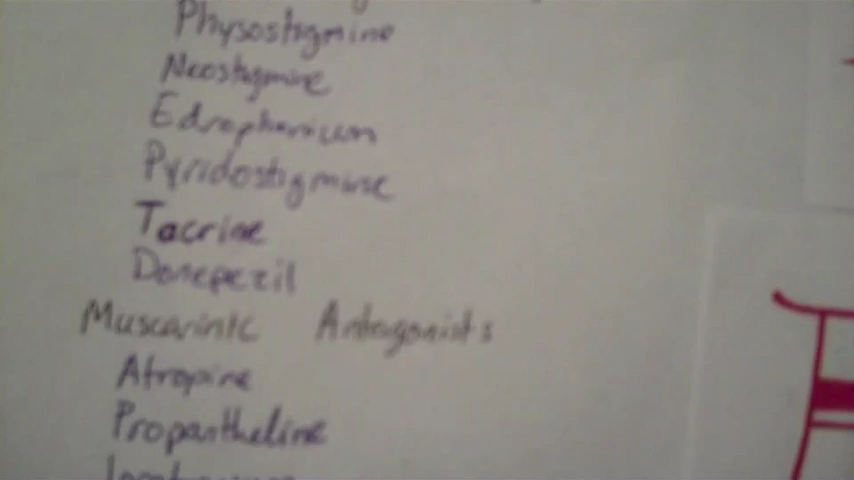 Physostigmine
Neostigmine
Edrophonium
Pyridostigmine
Tacrine
Donepezil
Muscarinic Antagonists
Atropine
Propantheline